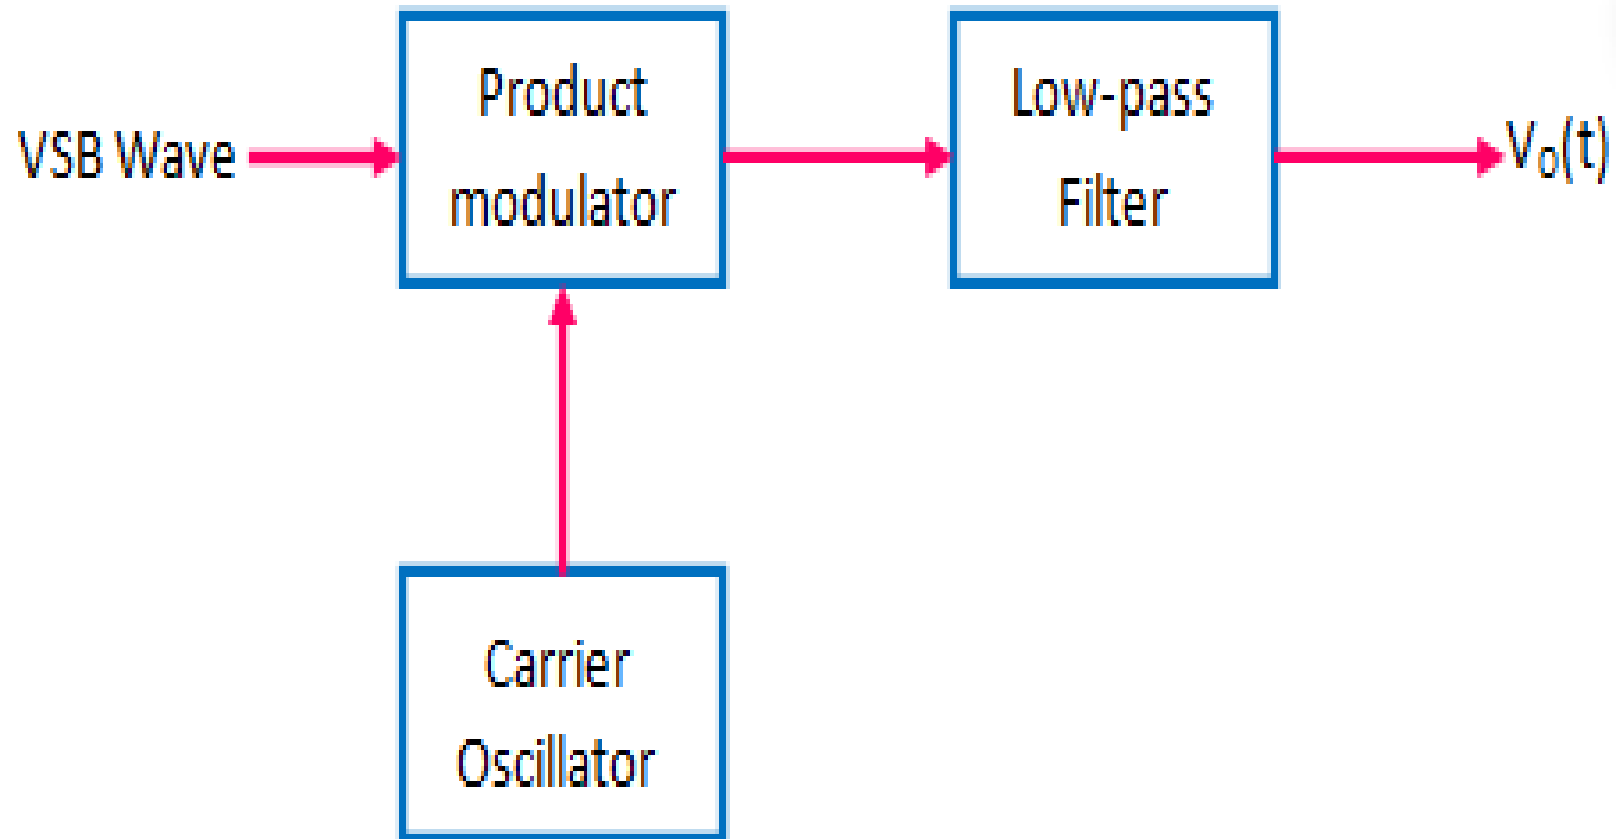 VSB Wave
Product
modulator
Low-pass
Filter
Vo(t)
Carrier
Oscillator